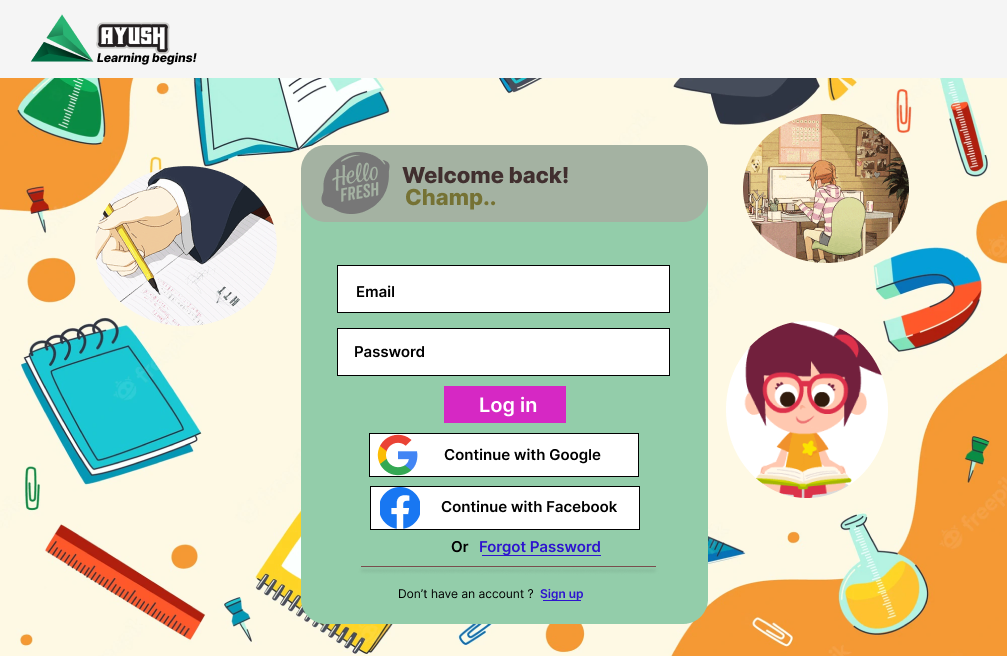 AYUSH
Learning begins!
Hello
FRESH
Welcome back!
Champ..
Email
Password
Log in
Continue with Google
Continue with Facebook
Or Forgot Password
Don’t have an account ? Sign up